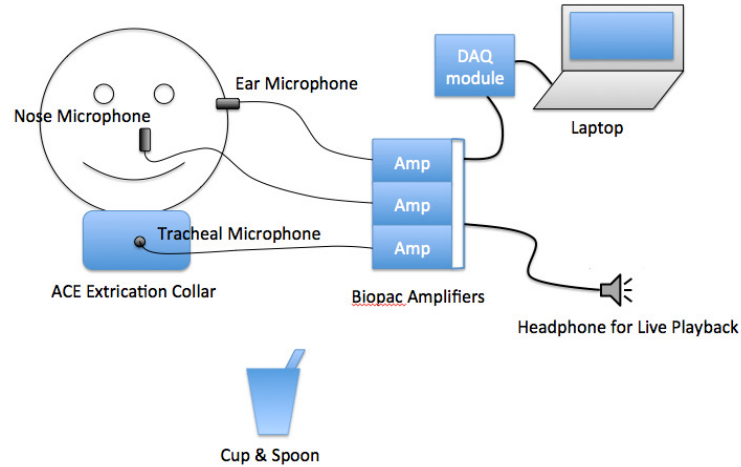 DAQ
module
Ear Microphone
Nose Microphone
Laptop
Amp
Amp
Tracheal Microphone
Amp
ACE Extrication Collar
Biopac Amplifiers
Headphone for Live Playback
Cup & Spoon